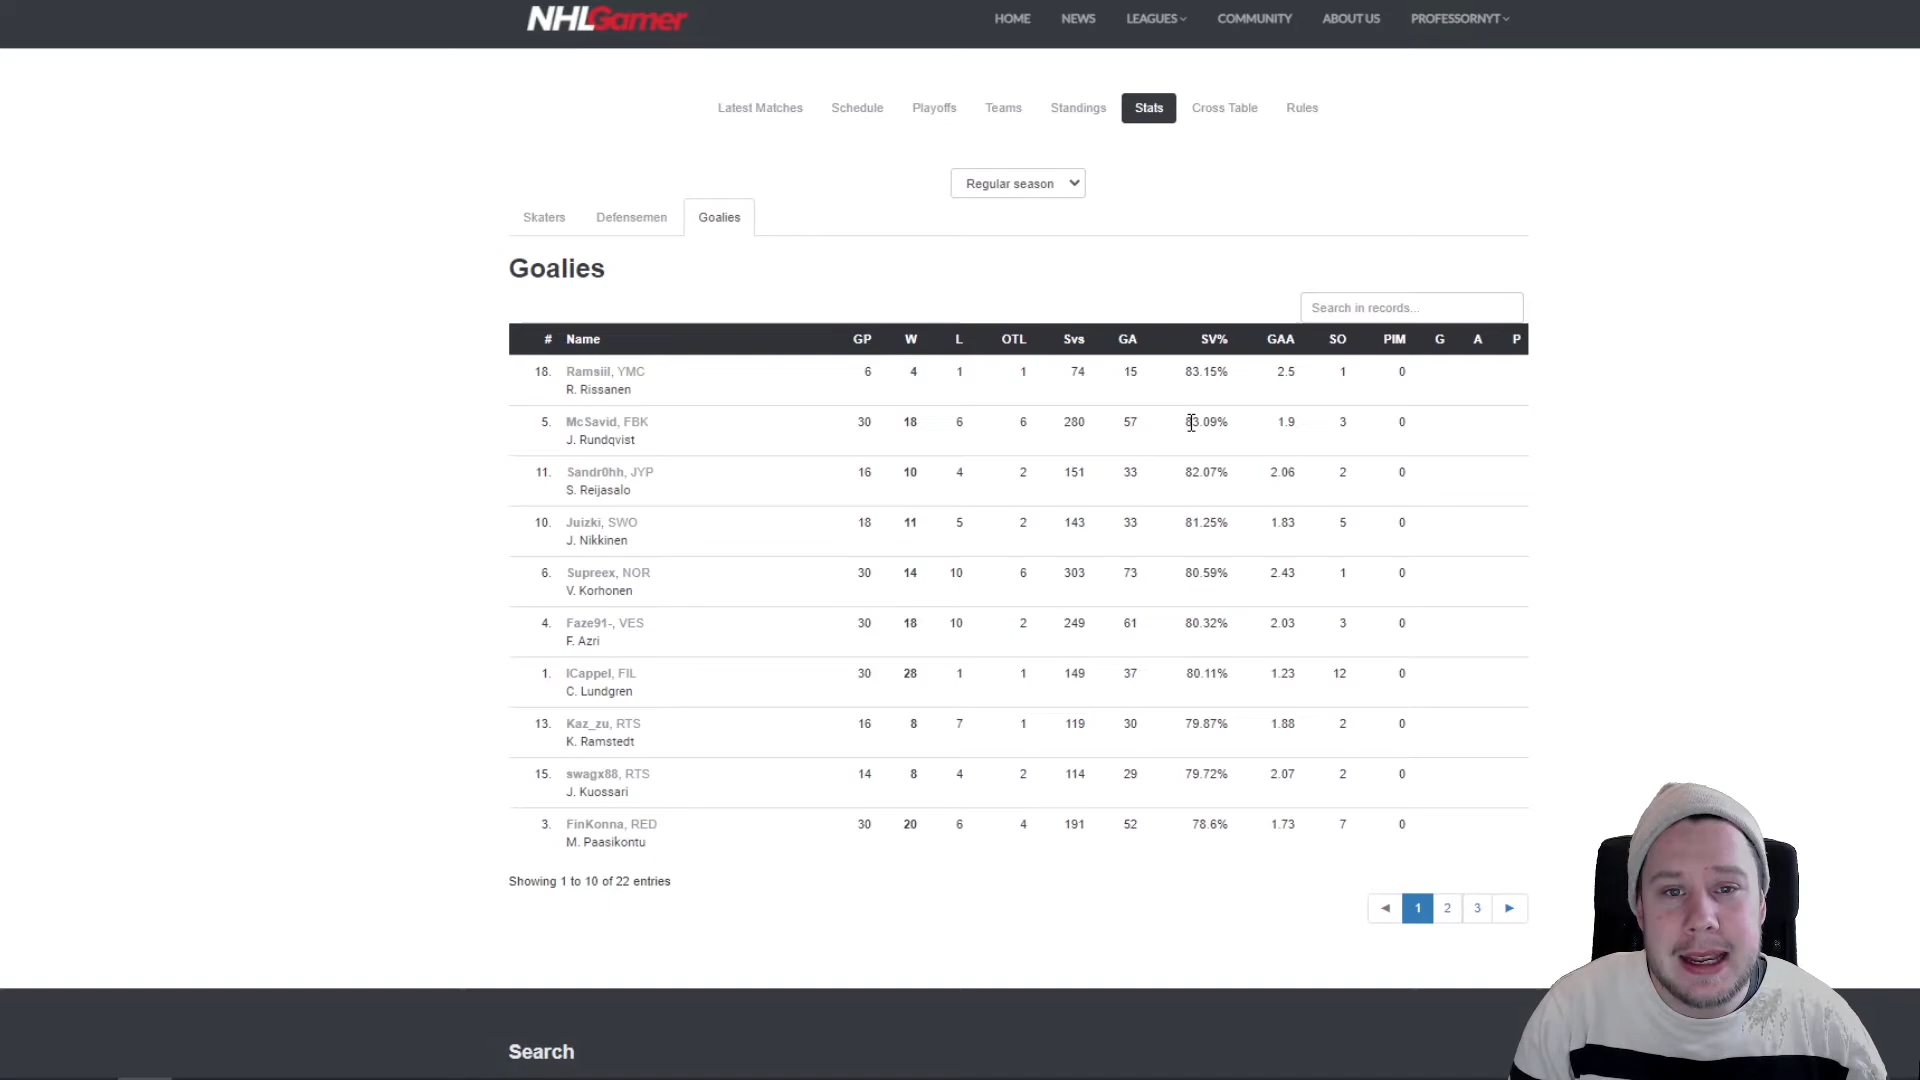 NHLGamer HOME NEWS LEAGUES COMMUNITY ABOUT US PROFESSORNYT
Latest Matches Schedule Playoffs Teams Standings Stats Cross Table Rules
Regular season
Skaters Defensemen Goalies
Goalies
Search in records...
# Name GP W L OTL Svs GA SV% GAA SO PIM G A P
18. Ramsiil, YMC 6 4 1 1 74 15 83.15% 2.5 1 0
R. Rissanen
5. McSavid, FBK 30 18 6 6 280 57 83.09% 1.9 3 0
J. Rundqvist
11. Sandr0hh, JYP 16 10 4 2 151 33 82.07% 2.06 2 0
S. Reijasalo
10. Juizki, SWO 18 11 5 2 143 33 81.25% 1.83 5 0
J. Nikkinen
6. Supreex, NOR 30 14 10 6 303 73 80.59% 2.43 1 0
V. Korhonen
4. Faze91-, VES 30 18 10 2 249 61 80.32% 2.03 3 0
F. Azri
1. ICappel, FIL 30 28 1 1 149 37 80.11% 1.23 12 0
C. Lundgren
13. Kaz_zu, RTS 16 8 7 1 119 30 79.87% 1.88 2 0
K. Ramstedt
15. swagx88, RTS 14 8 4 2 114 29 79.72% 2.07 2 0
J. Kuossari
3. FinKonna, RED 30 20 6 4 191 52 78.6% 1.73 7 0
M. Paasikontu
Showing 1 to 10 of 22 entries
1 2 3
Search